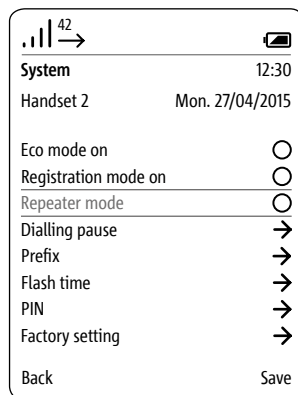 42
System 12:30
Handset 2 Mon. 27/04/2015
Eco mode on
Registration mode on
Repeater mode
Dialling pause
Prefix
Flash time
PIN
Factory setting
Back Save